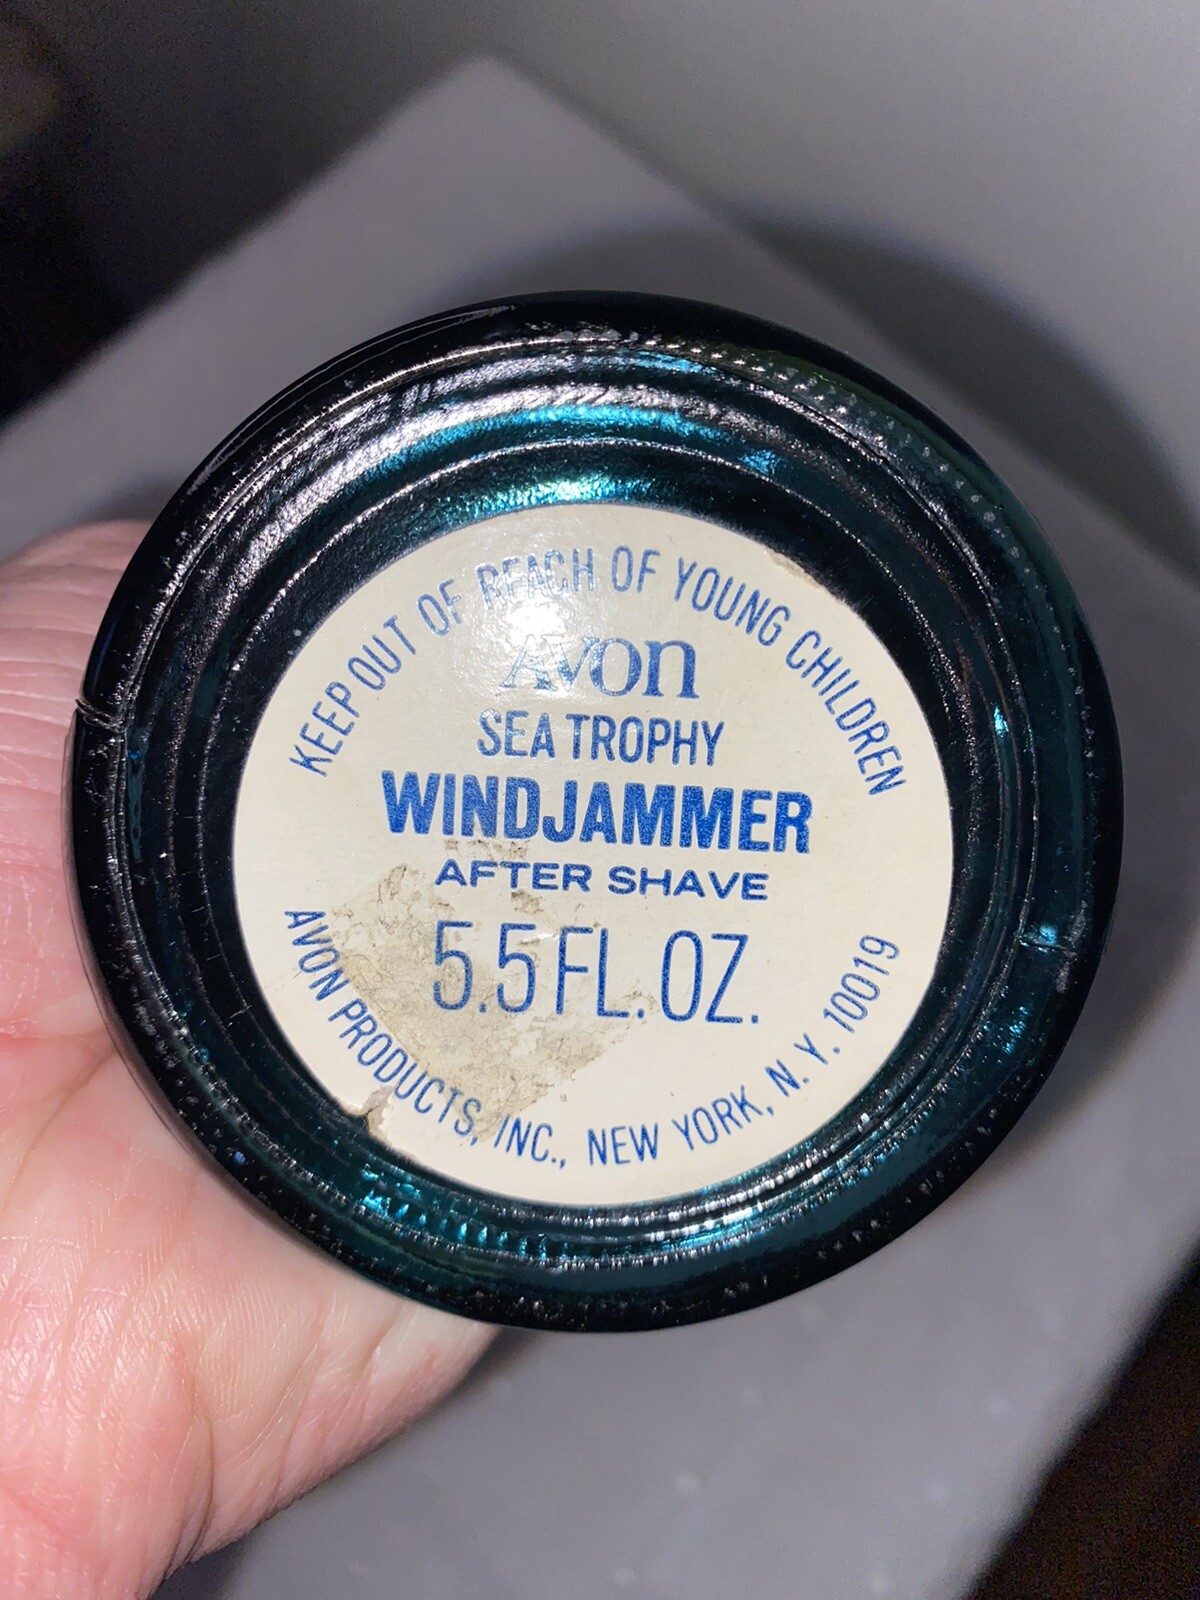 KEEP OUT OF REACH OF YOUNG CHILDREN
AVON
SEA TROPHY
WINDJAMMER
AFTER SHAVE
5.5 FL. OZ.
AVON PRODUCTS, INC., NEW YORK, N. Y. 10019